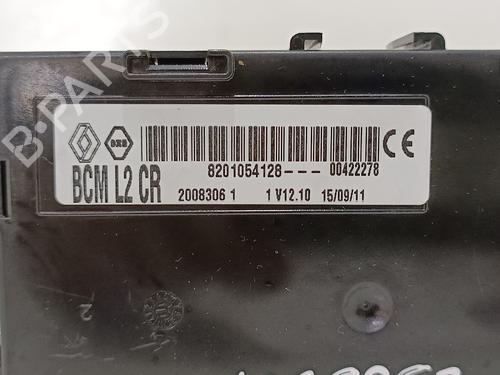 B-PARTS
8201054128--- 00422278
BCM L2 CR
2008306 1 1 V12.10 15/09/11
CE